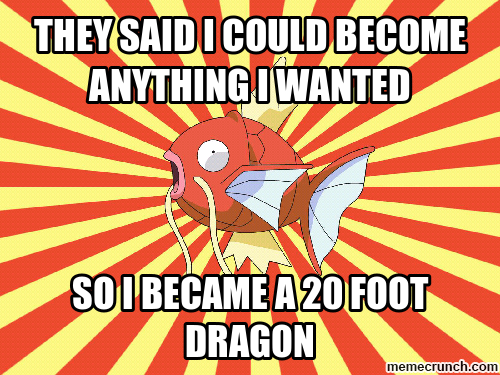 THEY SAID I COULD BECOME
ANYTHING I WANTED
SO I BECAME A 20 FOOT
DRAGON
memecrunch.com